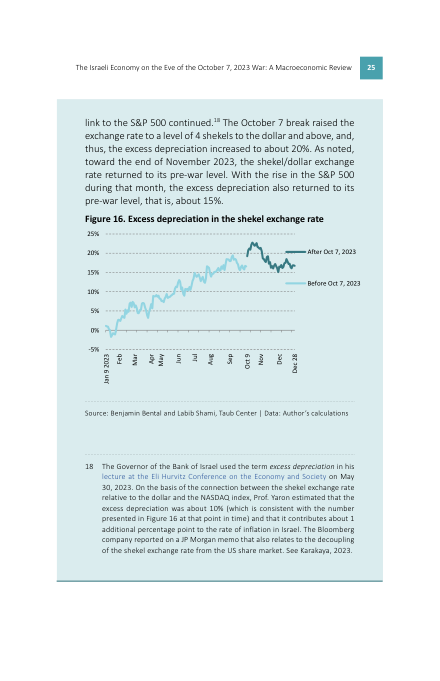 The Israeli Economy on the Eve of the October 7, 2023 War: A Macroeconomic Review 25
link to the S&P 500 continued.18 The October 7 break raised the
exchange rate to a level of 4 shekels to the dollar and above, and,
thus, the excess depreciation increased to about 20%. As noted,
toward the end of November 2023, the shekel/dollar exchange
rate returned to its pre-war level. With the rise in the S&P 500
during that month, the excess depreciation also returned to its
pre-war level, that is, about 15%.
Figure 16. Excess depreciation in the shekel exchange rate
25%
20%
15%
10%
5%
0%
-5%
After Oct 7, 2023
Before Oct 7, 2023
Jan 9 2023
Feb
Mar
Apr
May
Jun
Jul
Aug
Sep
Oct 9
Nov
Dec
Dec 28
Source: Benjamin Bental and Labib Shami, Taub Center | Data: Author's calculations
18 The Governor of the Bank of Israel used the term excess depreciation in his
lecture at the Eli Hurvitz Conference on the Economy and Society on May
30, 2023. On the basis of the connection between the shekel exchange rate
relative to the dollar and the NASDAQ index, Prof. Yaron estimated that the
excess depreciation was about 10% (which is consistent with the number
presented in Figure 16 at that point in time) and that it contributes about 1
additional percentage point to the rate of inflation in Israel. The Bloomberg
company reported on a JP Morgan memo that also relates to the decoupling
of the shekel exchange rate from the US share market. See Karakaya, 2023.